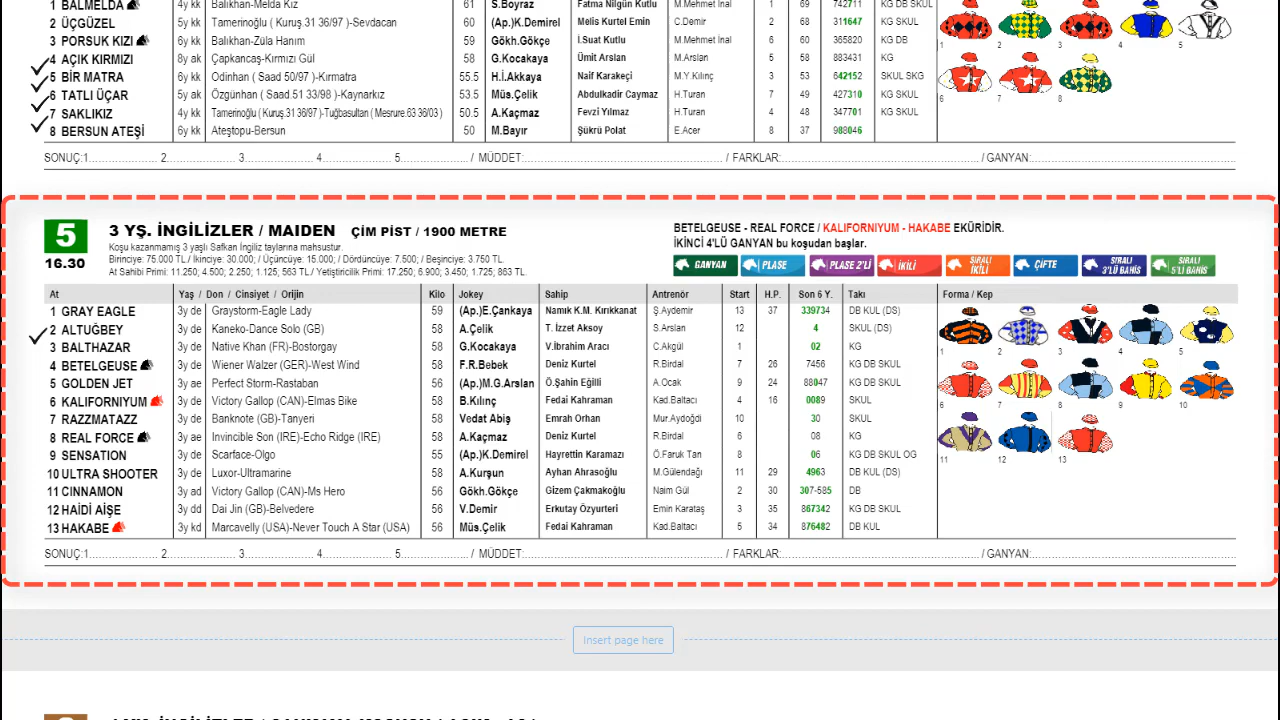 1 BALMELDA 4y kk Balıkhan-Melda Kız 61 S.Boyraz Fatma Nilgün Kutlu M.Mehmet İnal 1 69 742711 KG DB SKUL
2 ÜÇGÜZEL 5y kk Tamerinoğlu ( Kuruş.31 36/97 )-Sevdacan 60 (Ap.)K.Demirel Melis Kurtel Emin C.Demir 2 68 311647 KG SKUL
3 PORSUK KIZI 6y kk Balıkhan-Züla Hanım 59 Gökh.Gökçe İ.Suat Kutlu M.Mehmet İnal 6 60 365820 KG DB
4 AÇIK KIRMIZI 8y ak Çapkancaş-Kırmızı Gül 58 G.Kocakaya Ümit Arslan M.Arslan 5 58 883431 KG
5 BİR MATRA 7y kk Odinhan ( Saad 50/97 )-Kırmatra 55.5 H.İ.Akkaya Naif Karakeçi M.Y.Kılınç 3 53 642152 SKUL SKG
6 TATLI UÇAR 5y ak Özgünhan ( Saad.51 33/98 )-Kaynarkız 53.5 Müs.Çelik Abdulkadir Caymaz H.Turan 7 49 427310 KG SKUL
7 SAKLIKIZ 5y kk Tamerinoğlu ( Kuruş.31 36/97 )-Tuğbasultan ( Mesrure.63 36/03 ) 50.5 A.Kaçmaz Fevzi Yılmaz H.Turan 4 48 347701 KG SKUL
8 BERSUN ATEŞİ 6y kk Ateştopu-Bersun 50 M.Bayır Şükrü Polat E.Acer 8 37 988046
1 2 3 4 5
6 7 8
SONUÇ:1 2 3 4 5 / MÜDDET: / FARKLAR: / GANYAN:
5 3 YŞ. İNGİLİZLER / MAIDEN ÇİM PİST / 1900 METRE
16.30
Koşu kazanmamış 3 yaşlı Safkan İngiliz taylarına mahsustur.
Birinciye: 75.000 TL / İkinciye: 30.000; / Üçüncüye: 15.000; / Dördüncüye: 7.500; / Beşinciye: 3.750 TL.
At Sahibi Primi: 11.250; 4.500; 2.250; 1.125; 563 TL / Yetiştiricilik Primi: 17.250; 6.900; 3.450; 1.725; 863 TL.
BETELGEUSE - REAL FORCE / KALIFORNIYUM - HAKABE EKÜRİDİR.
İKİNCİ 4'LÜ GANYAN bu koşudan başlar.
GANYAN PLASE PLASE 2'Lİ İKİLİ SIRALI İKİLİ ÇİFTE SIRALI 3'LÜ BAHİS SIRALI 5'Lİ BAHİS
At Yaş / Don / Cinsiyet / Orijin Kilo Jokey Sahip Antrenör Start H.P. Son 6 Y. Takı Forma / Kep
1 GRAY EAGLE 3y de Graystorm-Eagle Lady 59 (Ap.)E.Çankaya Namık K.M. Kırıkkanat Ş.Aydemir 13 37 339734 DB KUL (DS)
2 ALTUĞBEY 3y de Kaneko-Dance Solo (GB) 58 A.Çelik T. İzzet Aksoy S.Arslan 12 4 SKUL (DS)
3 BALTHAZAR 3y de Native Khan (FR)-Bostorgay 58 G.Kocakaya V.İbrahim Aracı C.Akgül 1 02 KG
4 BETELGEUSE 3y de Wiener Walzer (GER)-West Wind 58 F.R.Bebek Deniz Kurtel R.Birdal 7 26 7456 KG DB SKUL
5 GOLDEN JET 3y ae Perfect Storm-Rastaban 56 (Ap)M.G.Arslan Ö.Şahin Eğilli A.Ocak 9 24 88047 KG DB SKUL
6 KALIFORNIYUM 3y de Victory Gallop (CAN)-Elmas Bike 58 B.Kılınç Fedai Kahraman Kad.Baltacı 4 16 0089 SKUL
7 RAZZMATAZZ 3y de Banknote (GB)-Tanyeri 58 Vedat Abiş Emrah Orhan Mur.Aydoğdi 10 30 SKUL
8 REAL FORCE 3y ae Invincible Son (IRE)-Echo Ridge (IRE) 58 A.Kaçmaz Deniz Kurtel R.Birdal 6 08 KG
9 SENSATION 3y de Scarface-Olgo 55 (Ap)K.Demirel Hayrettin Karamazı Ö.Faruk Tan 8 06 KG DB SKUL OG
10 ULTRA SHOOTER 3y de Luxor-Ultramarine 58 A.Kurşun Ayhan Ahrasoğlu M.Gülendağı 11 29 4963 DB KUL (DS)
11 CINNAMON 3y ad Victory Gallop (CAN)-Ms Hero 56 Gökh.Gökçe Gizem Çakmakoğlu Naim Gül 2 30 307-585 DB
12 HAİDİ AİŞE 3y dd Dai Jin (GB)-Belvedere 56 V.Demir Erkutay Özyurteri Emin Karataş 3 35 867342 KG DB SKUL
13 HAKABE 3y kd Marcavelly (USA)-Never Touch A Star (USA) 56 Müs.Çelik Fedai Kahraman Kad.Baltacı 5 34 876482 DB KUL
1 2 3 4 5
6 7 8 9 10
11 12 13
SONUÇ:1 2 3 4 5 / MÜDDET: / FARKLAR: / GANYAN:
Insert page here